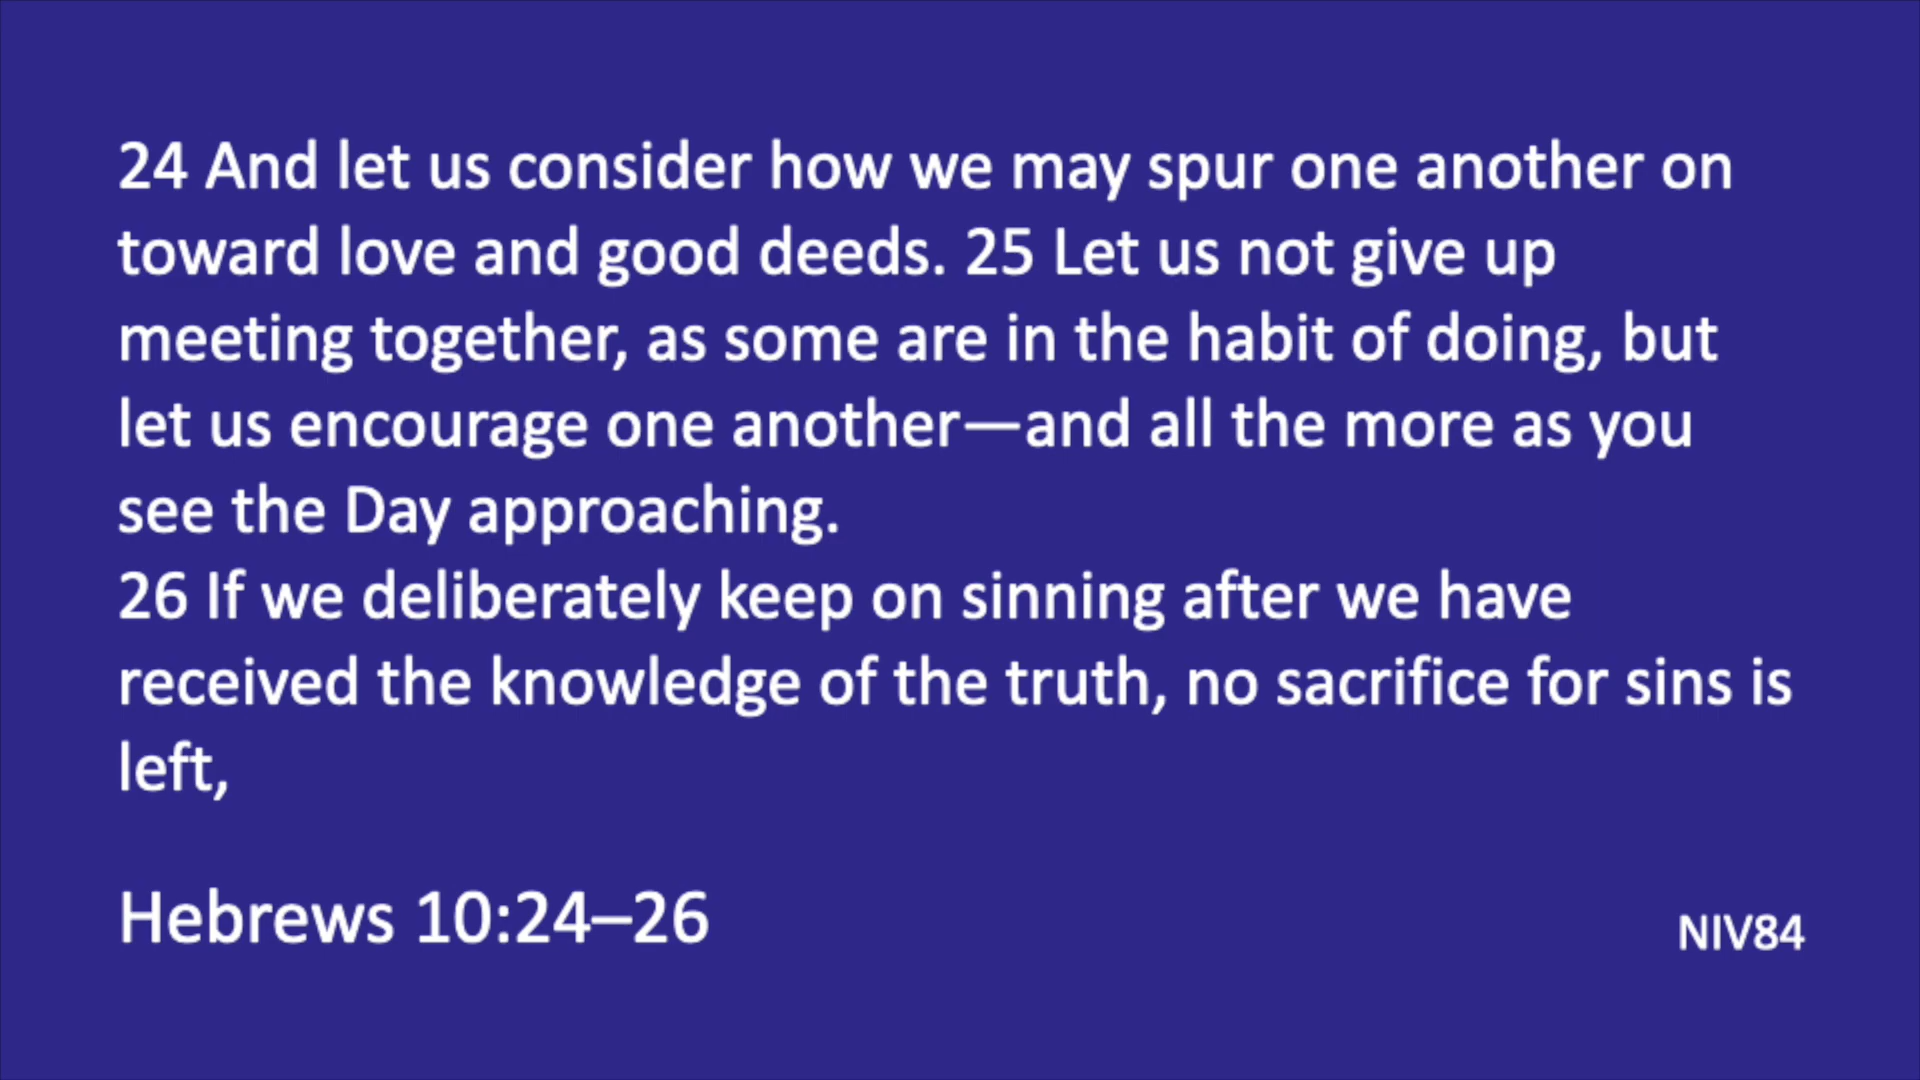 24 And let us consider how we may spur one another on
toward love and good deeds. 25 Let us not give up
meeting together, as some are in the habit of doing, but
let us encourage one another—and all the more as you
see the Day approaching.
26 If we deliberately keep on sinning after we have
received the knowledge of the truth, no sacrifice for sins is
left,
Hebrews 10:24–26
NIV84